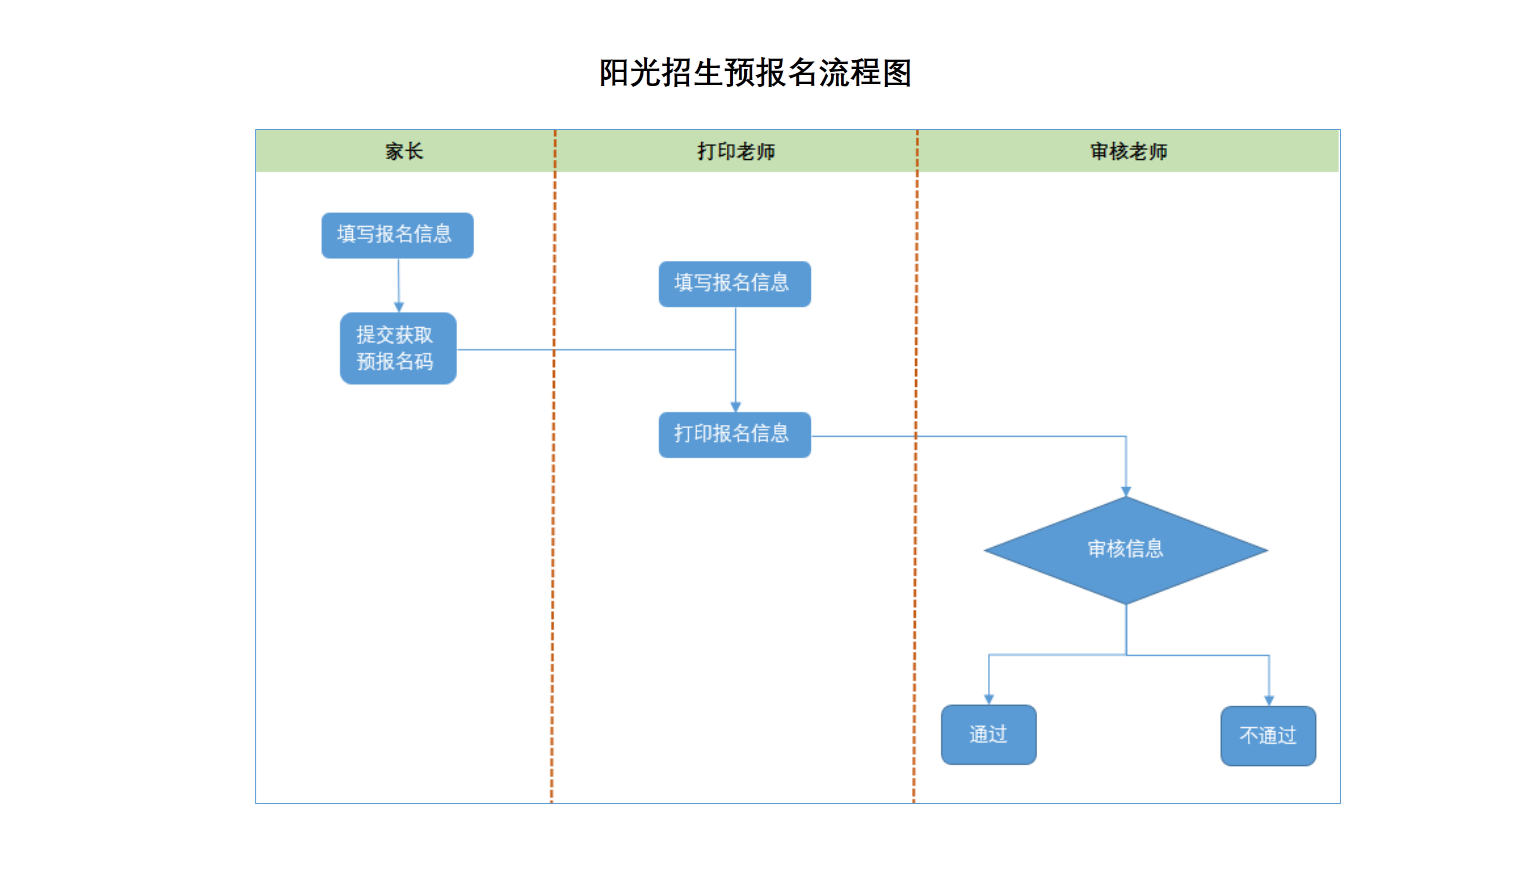 阳光招生预报名流程图
家长
打印老师
审核老师
填写报名信息
填写报名信息
提交获取
预报名码
打印报名信息
审核信息
通过
不通过